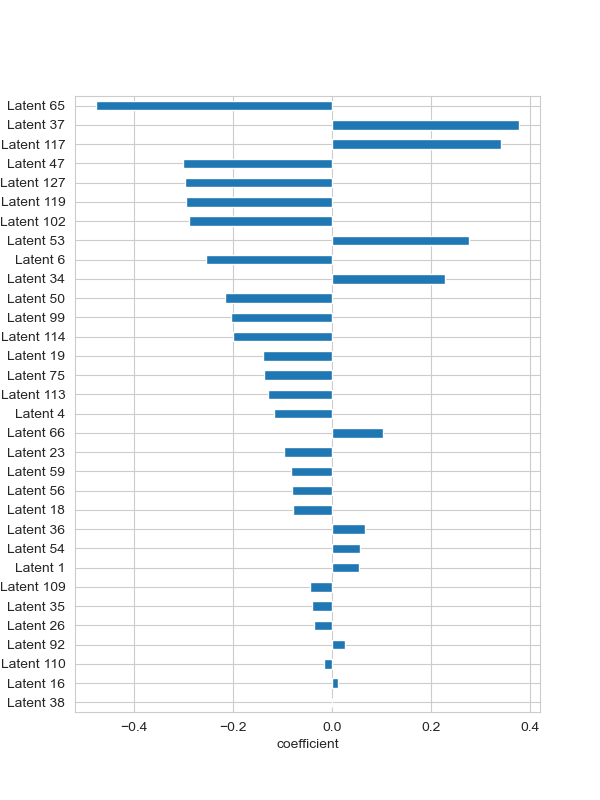 Latent 65
Latent 37
Latent 117
Latent 47
Latent 127
Latent 119
Latent 102
Latent 53
Latent 6
Latent 34
Latent 50
Latent 99
Latent 114
Latent 19
Latent 75
Latent 113
Latent 4
Latent 66
Latent 23
Latent 59
Latent 56
Latent 18
Latent 36
Latent 54
Latent 1
Latent 109
Latent 35
Latent 26
Latent 92
Latent 110
Latent 16
Latent 38
−0.4 −0.2 0.0 0.2 0.4
coefficient